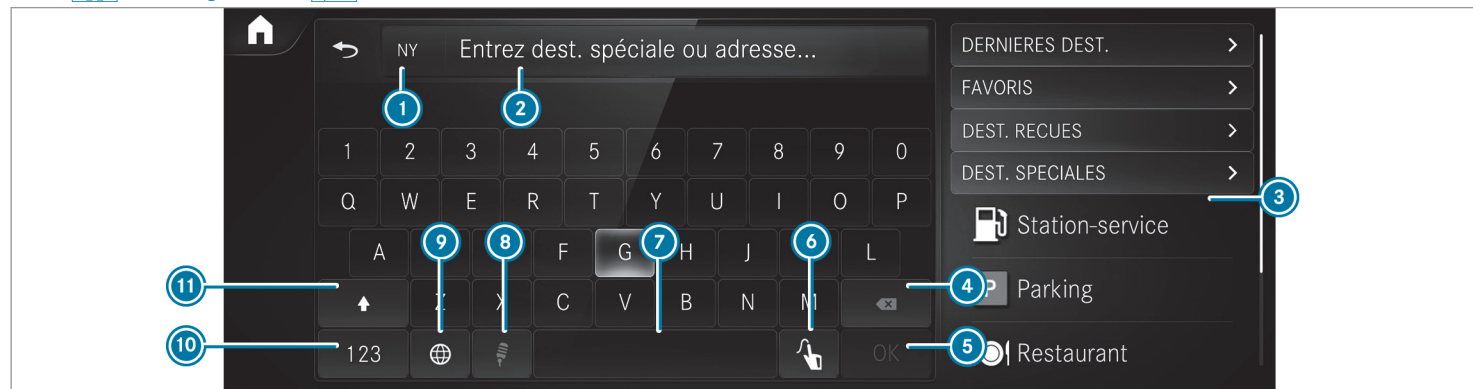 NY Entrez dest. spéciale ou adresse...
DERNIERES DEST.
FAVORIS
DEST. RECUES
DEST. SPECIALES
Station-service
Parking
Restaurant
1 2 3 4 5 6 7 8 9 0
Q W E R T Y U I O P
A F G H J L
Z X C V B N M
123 OK
1
2
3
4
5
6
7
8
9
10
11
P